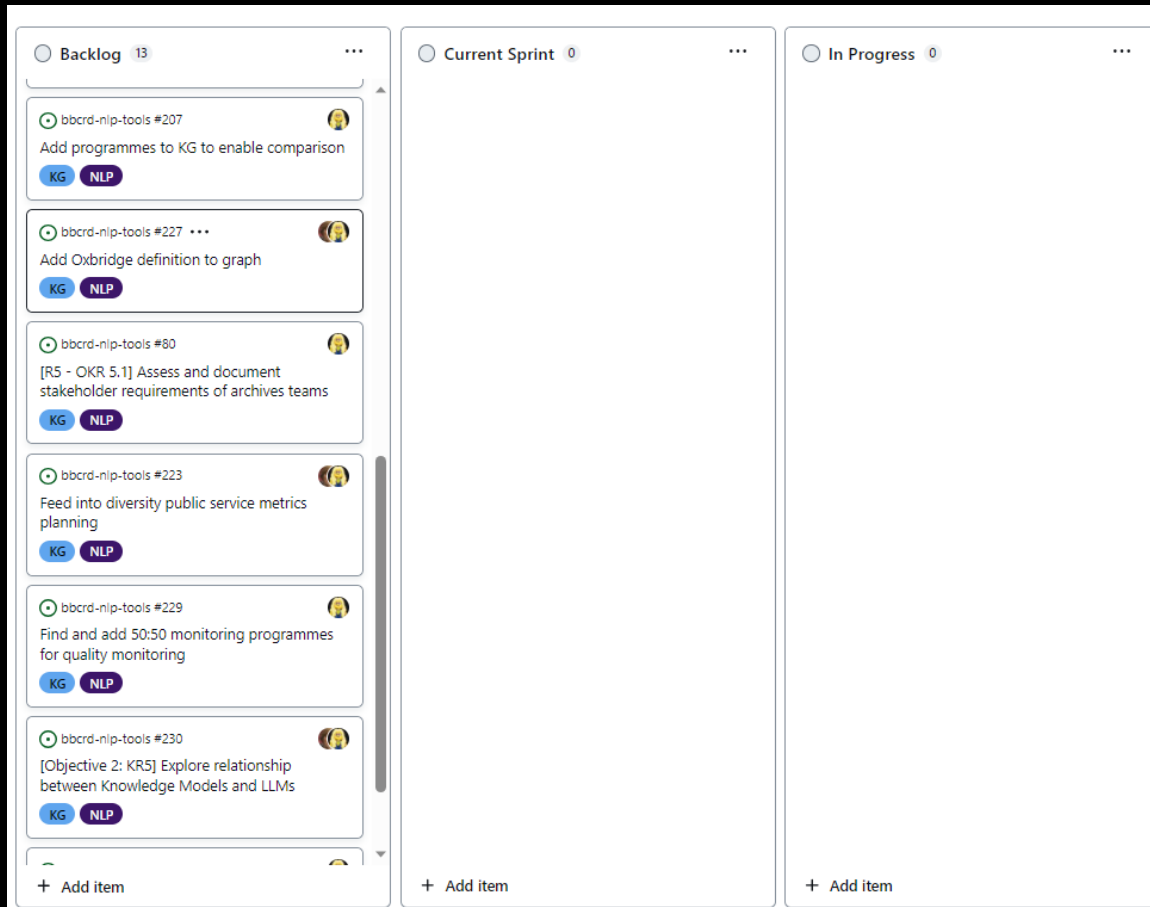 Backlog 13 ...
bbcrd-nlp-tools #207
Add programmes to KG to enable comparison
KG NLP
bbcrd-nlp-tools #227 ...
Add Oxbridge definition to graph
KG NLP
bbcrd-nlp-tools #80
[R5 - OKR 5.1] Assess and document
stakeholder requirements of archives teams
KG NLP
bbcrd-nlp-tools #223
Feed into diversity public service metrics
planning
KG NLP
bbcrd-nlp-tools #229
Find and add 50:50 monitoring programmes
for quality monitoring
KG NLP
bbcrd-nlp-tools #230
[Objective 2: KR5] Explore relationship
between Knowledge Models and LLMs
KG NLP
+ Add item
Current Sprint 0 ...
+ Add item
In Progress 0 ...
+ Add item